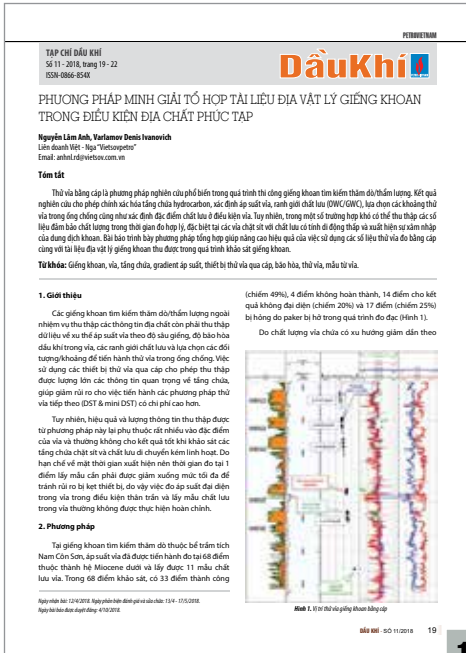 PETROVIETNAM
TẠP CHÍ DẦU KHÍ
Số 11 - 2018, trang 19 - 22
ISSN-0866-854X
DầuKhí
PHƯƠNG PHÁP MINH GIẢI TỔ HỢP TÀI LIỆU ĐỊA VẬT LÝ GIẾNG KHOAN
TRONG ĐIỀU KIỆN ĐỊA CHẤT PHỨC TẠP
Nguyễn Lâm Anh, Varlamov Denis Ivanovich
Liên doanh Việt - Nga "Vietsovpetro"
Email: anhnl.rd@vietsov.com.vn
Tóm tắt
Thử vỉa bằng cáp là phương pháp nghiên cứu phổ biến trong quá trình thi công giếng khoan tìm kiếm thăm dò/thẩm lượng. Kết quả
nghiên cứu cho phép chính xác hóa tầng chứa hydrocarbon, xác định áp suất vỉa, ranh giới chất lưu (OWC/GWC), lựa chọn các khoảng thử
vỉa trong ống chống cũng như xác định đặc điểm chất lưu ở điều kiện vỉa. Tuy nhiên, trong một số trường hợp khó có thể thu thập các số
liệu đảm bảo chất lượng trong thời gian đo hợp lý, đặc biệt tại các vỉa chặt sít với chất lưu có tính di động thấp và xuất hiện sự xâm nhập
của dung dịch khoan. Bài báo trình bày phương pháp tổng hợp giúp nâng cao hiệu quả của việc sử dụng các số liệu thử vỉa đo bằng cáp
cùng với tài liệu địa vật lý giếng khoan thu được trong quá trình khảo sát giếng khoan.
Từ khóa: Giếng khoan, vỉa, tầng chứa, gradient áp suất, thiết bị thử vỉa qua cáp, bão hòa, thử vỉa, mẫu từ vỉa.
1. Giới thiệu
Các giếng khoan tìm kiếm thăm dò/thẩm lượng ngoài
nhiệm vụ thu thập các thông tin địa chất còn phải thu thập
dữ liệu về xu thế áp suất vỉa theo độ sâu giếng, độ bão hòa
dầu khí trong vỉa, các ranh giới chất lưu và lựa chọn các đối
tượng/khoảng để tiến hành thử vỉa trong ống chống. Việc
sử dụng các thiết bị thử vỉa qua cáp cho phép thu thập
được lượng lớn các thông tin quan trọng về tầng chứa,
giúp giảm rủi ro cho việc tiến hành các phương pháp thử
vỉa tiếp theo (DST & mini DST) có chi phí cao hơn.
Tuy nhiên, hiệu quả và lượng thông tin thu thập được
từ phương pháp này lại phụ thuộc rất nhiều vào đặc điểm
của vỉa và thường không cho kết quả tốt khi khảo sát các
tầng chứa chặt sít và chất lưu di chuyển kém linh hoạt. Do
hạn chế về mặt thời gian xuất hiện nên thời gian đo tại 1
điểm lấy mẫu cần phải được giảm xuống mức tối đa để
tránh rủi ro bị kẹt thiết bị, do vậy việc đo áp suất đại diện
trong vỉa trong điều kiện thân trần và lấy mẫu chất lưu
trong vỉa thường không được thực hiện hoàn chỉnh.
2. Phương pháp
Tại giếng khoan tìm kiếm thăm dò thuộc bể trầm tích
Nam Côn Sơn, áp suất vỉa đã được tiến hành đo tại 68 điểm
thuộc thành hệ Miocene dưới và lấy được 11 mẫu chất
lưu vỉa. Trong 68 điểm khảo sát, có 33 điểm thành công
(chiếm 49%), 4 điểm không hoàn thành, 14 điểm cho kết
quả không đại diện (chiếm 20%) và 17 điểm (chiếm 25%)
bị hỏng do paker bị hở trong quá trình đo đạc (Hình 1).
Do chất lượng vỉa chứa có xu hướng giảm dần theo
Hình 1. Vị trí thử vỉa giếng khoan bằng cáp
Ngày nhận bài: 12/4/2018. Ngày phản biện đánh giá và sửa chữa: 13/4 - 17/5/2018.
Ngày bài báo được duyệt đăng: 4/10/2018.
DẦU KHÍ - SỐ 11/2018 19